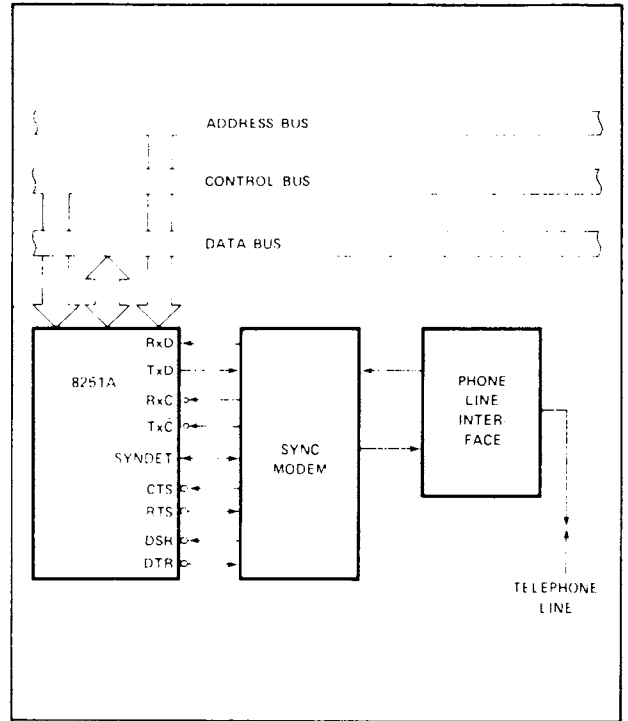 ADDRESS BUS
CONTROL BUS
DATA BUS
8251A
RxD
TxD
RxC
TxC
SYNDET
CTS
RTS
DSR
DTR
SYNC
MODEM
PHONE
LINE
INTER-
FACE
TELEPHONE
LINE